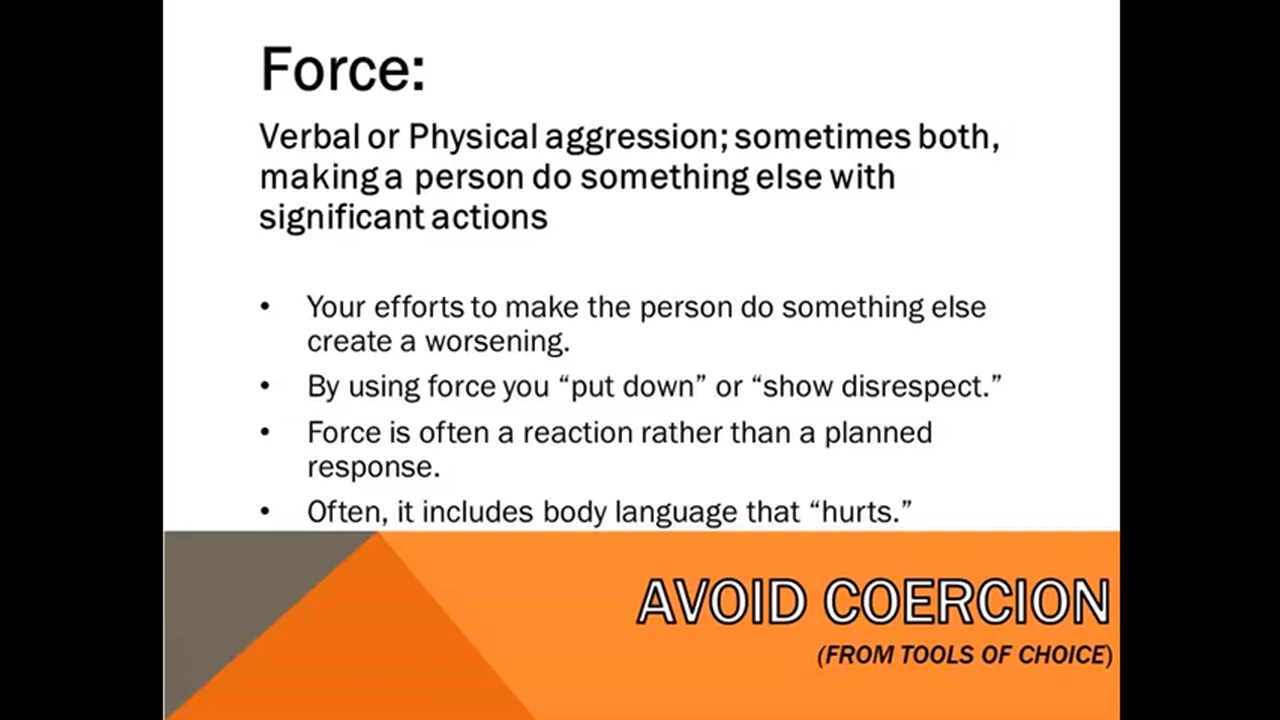 Force:
Verbal or Physical aggression; sometimes both,
making a person do something else with
significant actions
• Your efforts to make the person do something else
create a worsening.
• By using force you “put down” or “show disrespect.”
• Force is often a reaction rather than a planned
response.
• Often, it includes body language that “hurts.”
AVOID COERCION
(FROM TOOLS OF CHOICE)